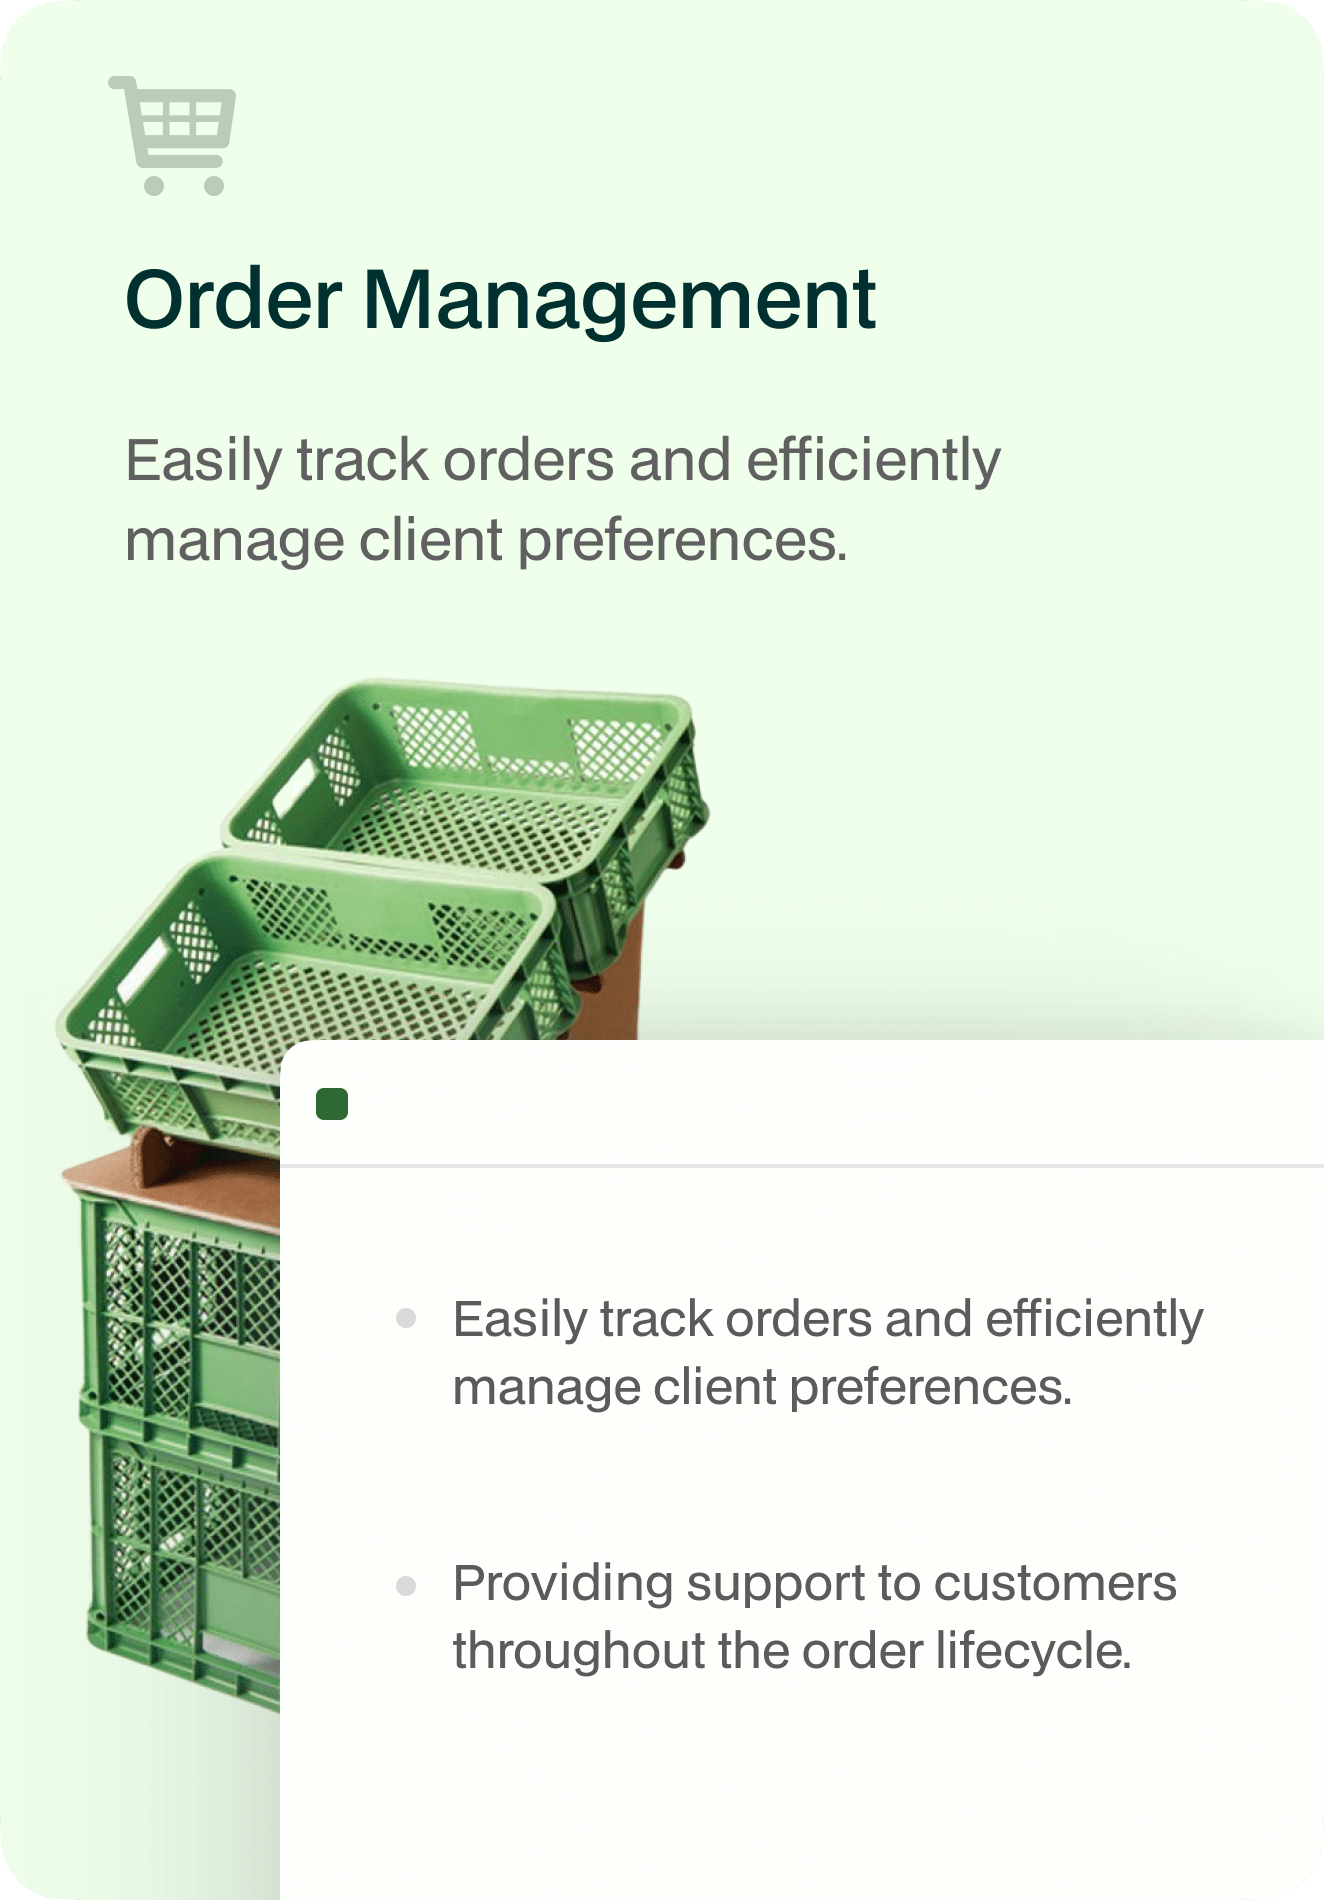 Order Management
Easily track orders and efficiently
manage client preferences.
Easily track orders and efficiently
manage client preferences.
Providing support to customers
throughout the order lifecycle.